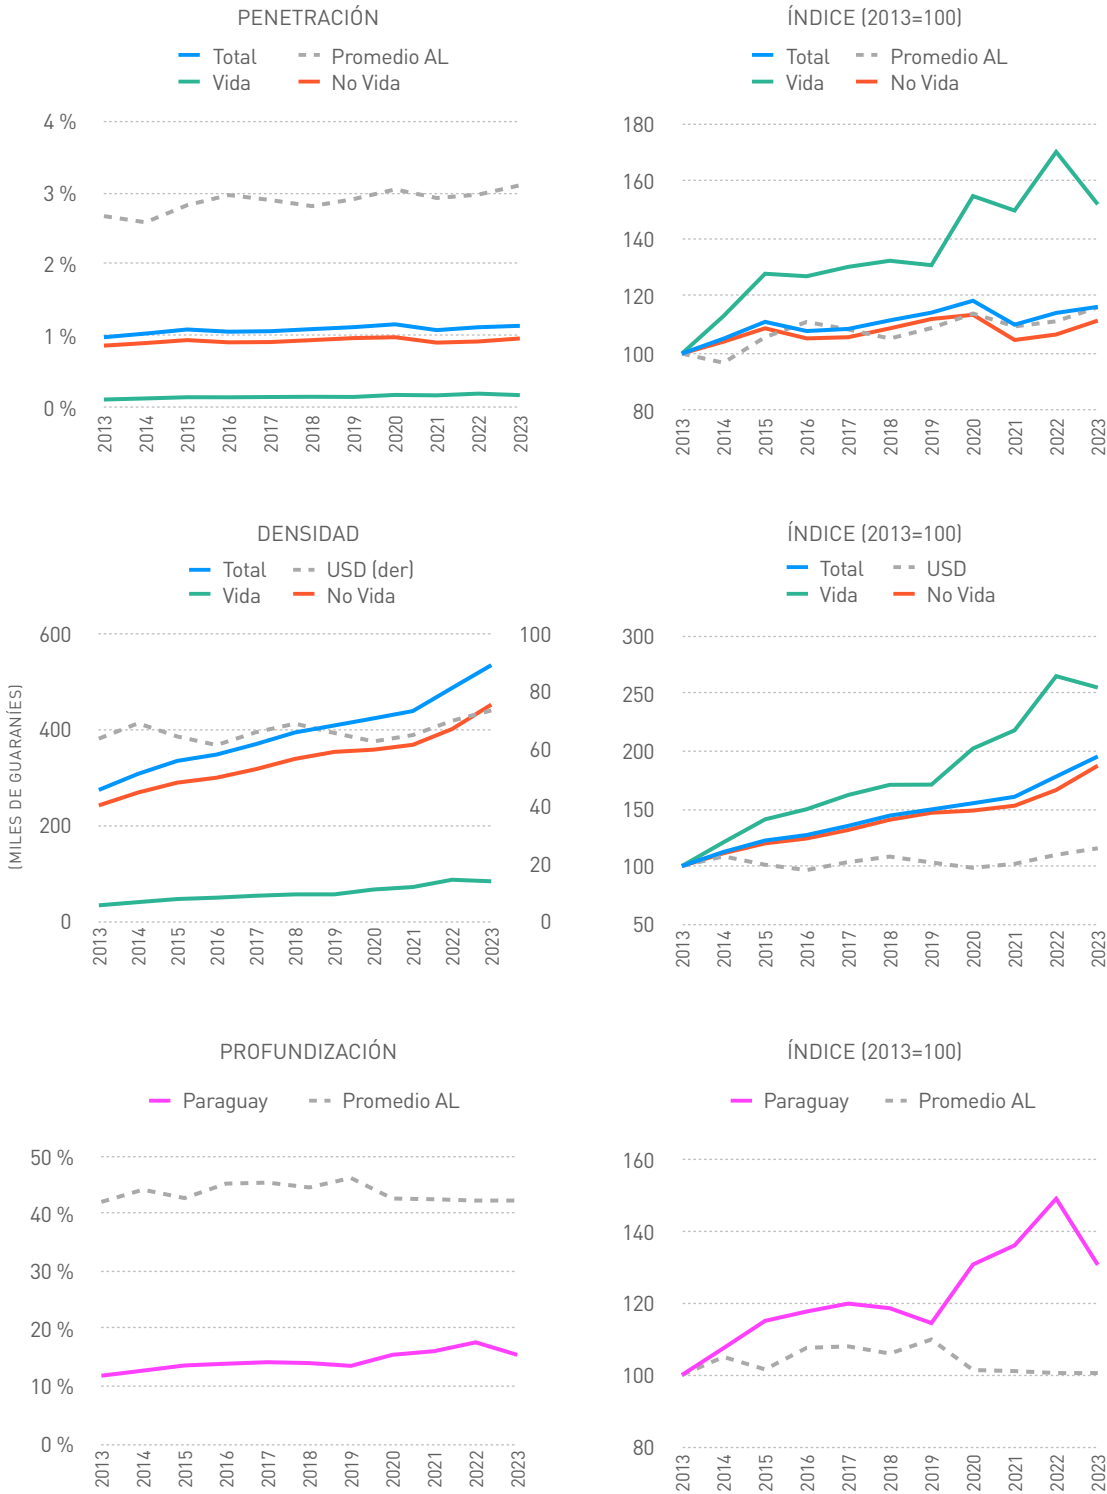 PENETRACIÓN
Total Promedio AL
Vida No Vida
4 %
3 %
2 %
1 %
0 %
2013 2014 2015 2016 2017 2018 2019 2020 2021 2022 2023
ÍNDICE (2013=100)
Total Promedio AL
Vida No Vida
180
160
140
120
100
80
2013 2014 2015 2016 2017 2018 2019 2020 2021 2022 2023
DENSIDAD
Total USD (der)
Vida No Vida
(MILES DE GUARANÍES)
600 100
80
400
60
40
200
20
0 0
2013 2014 2015 2016 2017 2018 2019 2020 2021 2022 2023
ÍNDICE (2013=100)
Total USD
Vida No Vida
300
250
200
150
100
50
2013 2014 2015 2016 2017 2018 2019 2020 2021 2022 2023
PROFUNDIZACIÓN
Paraguay Promedio AL
50 %
40 %
30 %
20 %
10 %
0 %
2013 2014 2015 2016 2017 2018 2019 2020 2021 2022 2023
ÍNDICE (2013=100)
Paraguay Promedio AL
160
140
120
100
80
2013 2014 2015 2016 2017 2018 2019 2020 2021 2022 2023